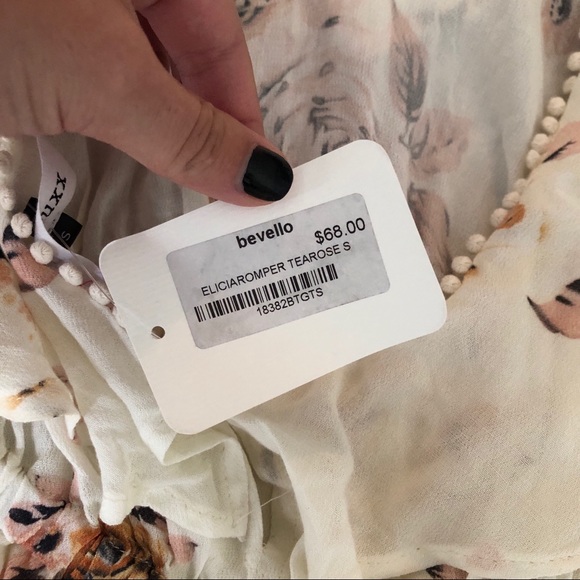 bevello
$68.00
ELICIAROMPER TEAROSE S
18382BTGTS
S